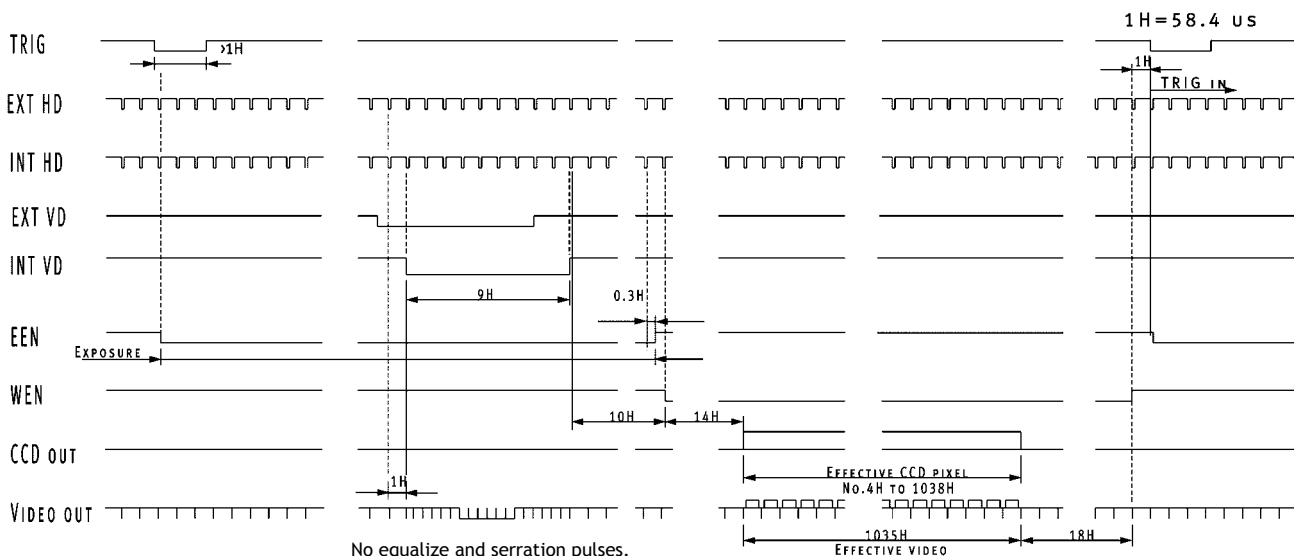 1H=58.4 us
TRIG
>1H
1H
TRIG IN
EXT HD
INT HD
EXT VD
INT VD
9H
0.3H
EEN
EXPOSURE
WEN
10H
14H
CCD OUT
EFFECTIVE CCD PIXEL
1H
NO.4H TO 1038H
VIDEO OUT
1035H
18H
No equalize and serration pulses.
EFFECTIVE VIDEO